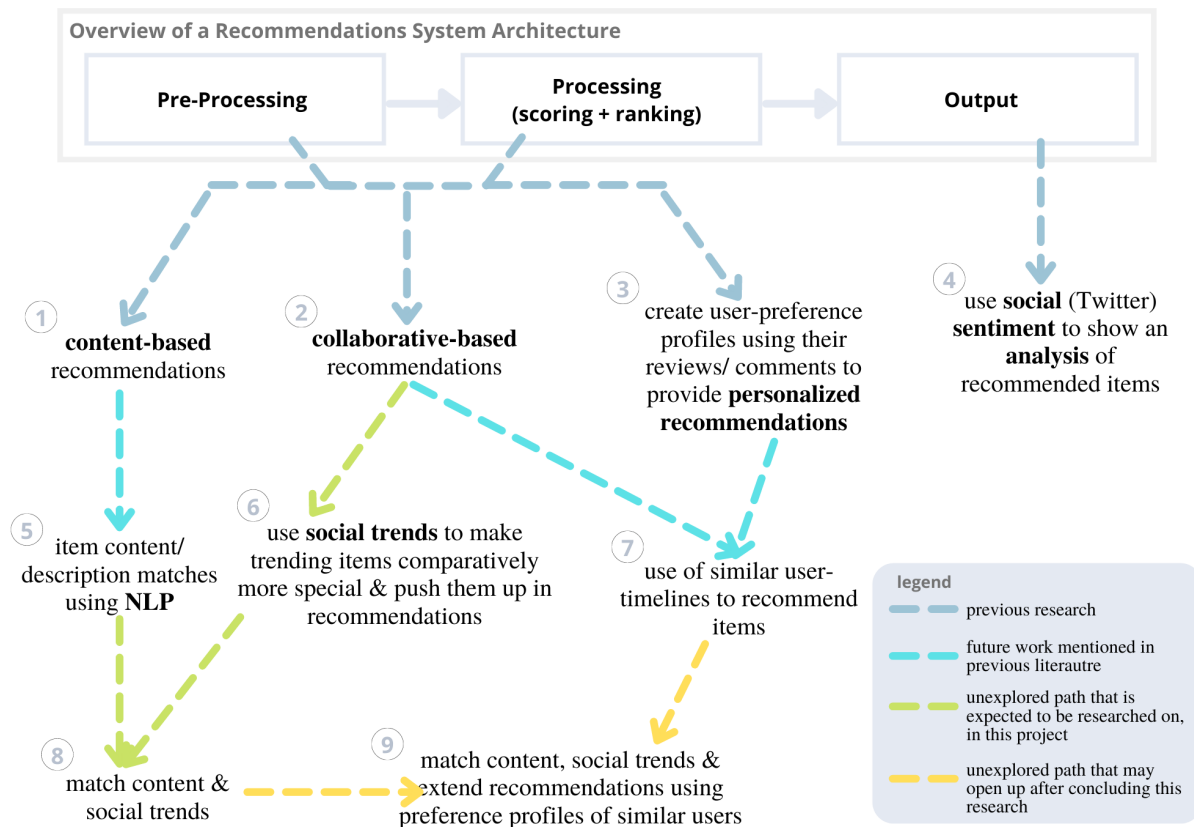 Overview of a Recommendations System Architecture
Pre-Processing
Processing
(scoring + ranking)
Output
1
content-based
recommendations
2
collaborative-based
recommendations
3
create user-preference
profiles using their
reviews/ comments to
provide personalized
recommendations
4
use social (Twitter)
sentiment to show an
analysis of
recommended items
5
item content/
description matches
using NLP
6
use social trends to make
trending items comparatively
more special & push them up in
recommendations
7
use of similar user-
timelines to recommend
items
8
match content &
social trends
9
match content, social trends &
extend recommendations using
preference profiles of similar users
legend
previous research
future work mentioned in
previous literautre
unexplored path that is
expected to be researched on,
in this project
unexplored path that may
open up after concluding this
research